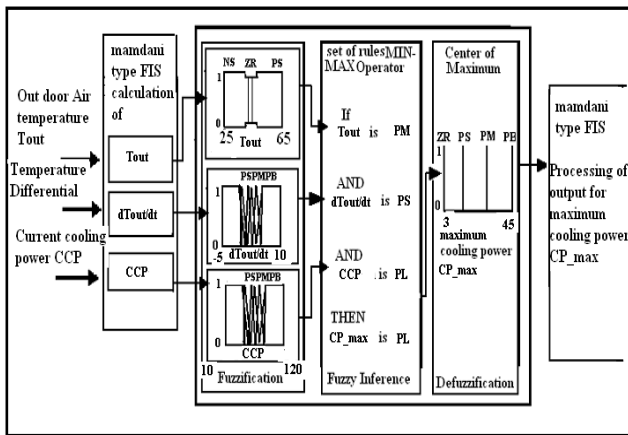 Out door Air
temperature
Tout
Temperature
Differential
Current cooling
power CCP
mamdani
type FIS
calculation
of
Tout
dTout/dt
CCP
NS ZR PS
1
0
25 65
Tout
PSPMPB
1
0
-5 10
dTout/dt
PSPMPB
1
0
CCP
10 120
Fuzzification
set of rules MIN-
MAX Operator
If
Tout is PM
AND
dTout/dt is PS
AND
CCP is PL
THEN
CP_max is PL
Fuzzy Inference
Center of
Maximum
ZR PS PM PB
1
0
3 45
maximum
cooling power
CP_max
Defuzzification
mamdani
type FIS
Processing of
output for
maximum
cooling power
CP_max